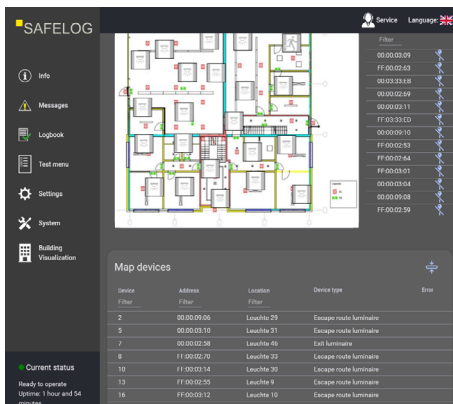 SAFELOG
Service Language:
Info
Messages
Logbook
Test menu
Settings
System
Building
Visualization
Current status
Ready to operate
Uptime: 1 hour and 54
minutes
Filter
00:00:03:09
FF:00:02:63
00:03:33:EB
00:00:02:69
00:00:03:11
FF:03:33:ED
00:00:09:10
FF:00:02:53
FF:00:02:64
FF:00:03:01
00:00:03:04
00:00:09:08
FF:00:02:59
Map devices
Device Address Location Device type Error
Filter Filter Filter
2 00:00:09:06 Leuchte 29 Escape route luminaire
5 00:00:03:10 Leuchte 31 Escape route luminaire
7 00:00:02:58 Leuchte 46 Exit luminaire
8 FF:00:02:70 Leuchte 33 Escape route luminaire
10 FF:00:03:14 Leuchte 30 Escape route luminaire
13 FF:00:02:55 Leuchte 9 Escape route luminaire
16 FF:00:03:12 Leuchte 10 Escape route luminaire